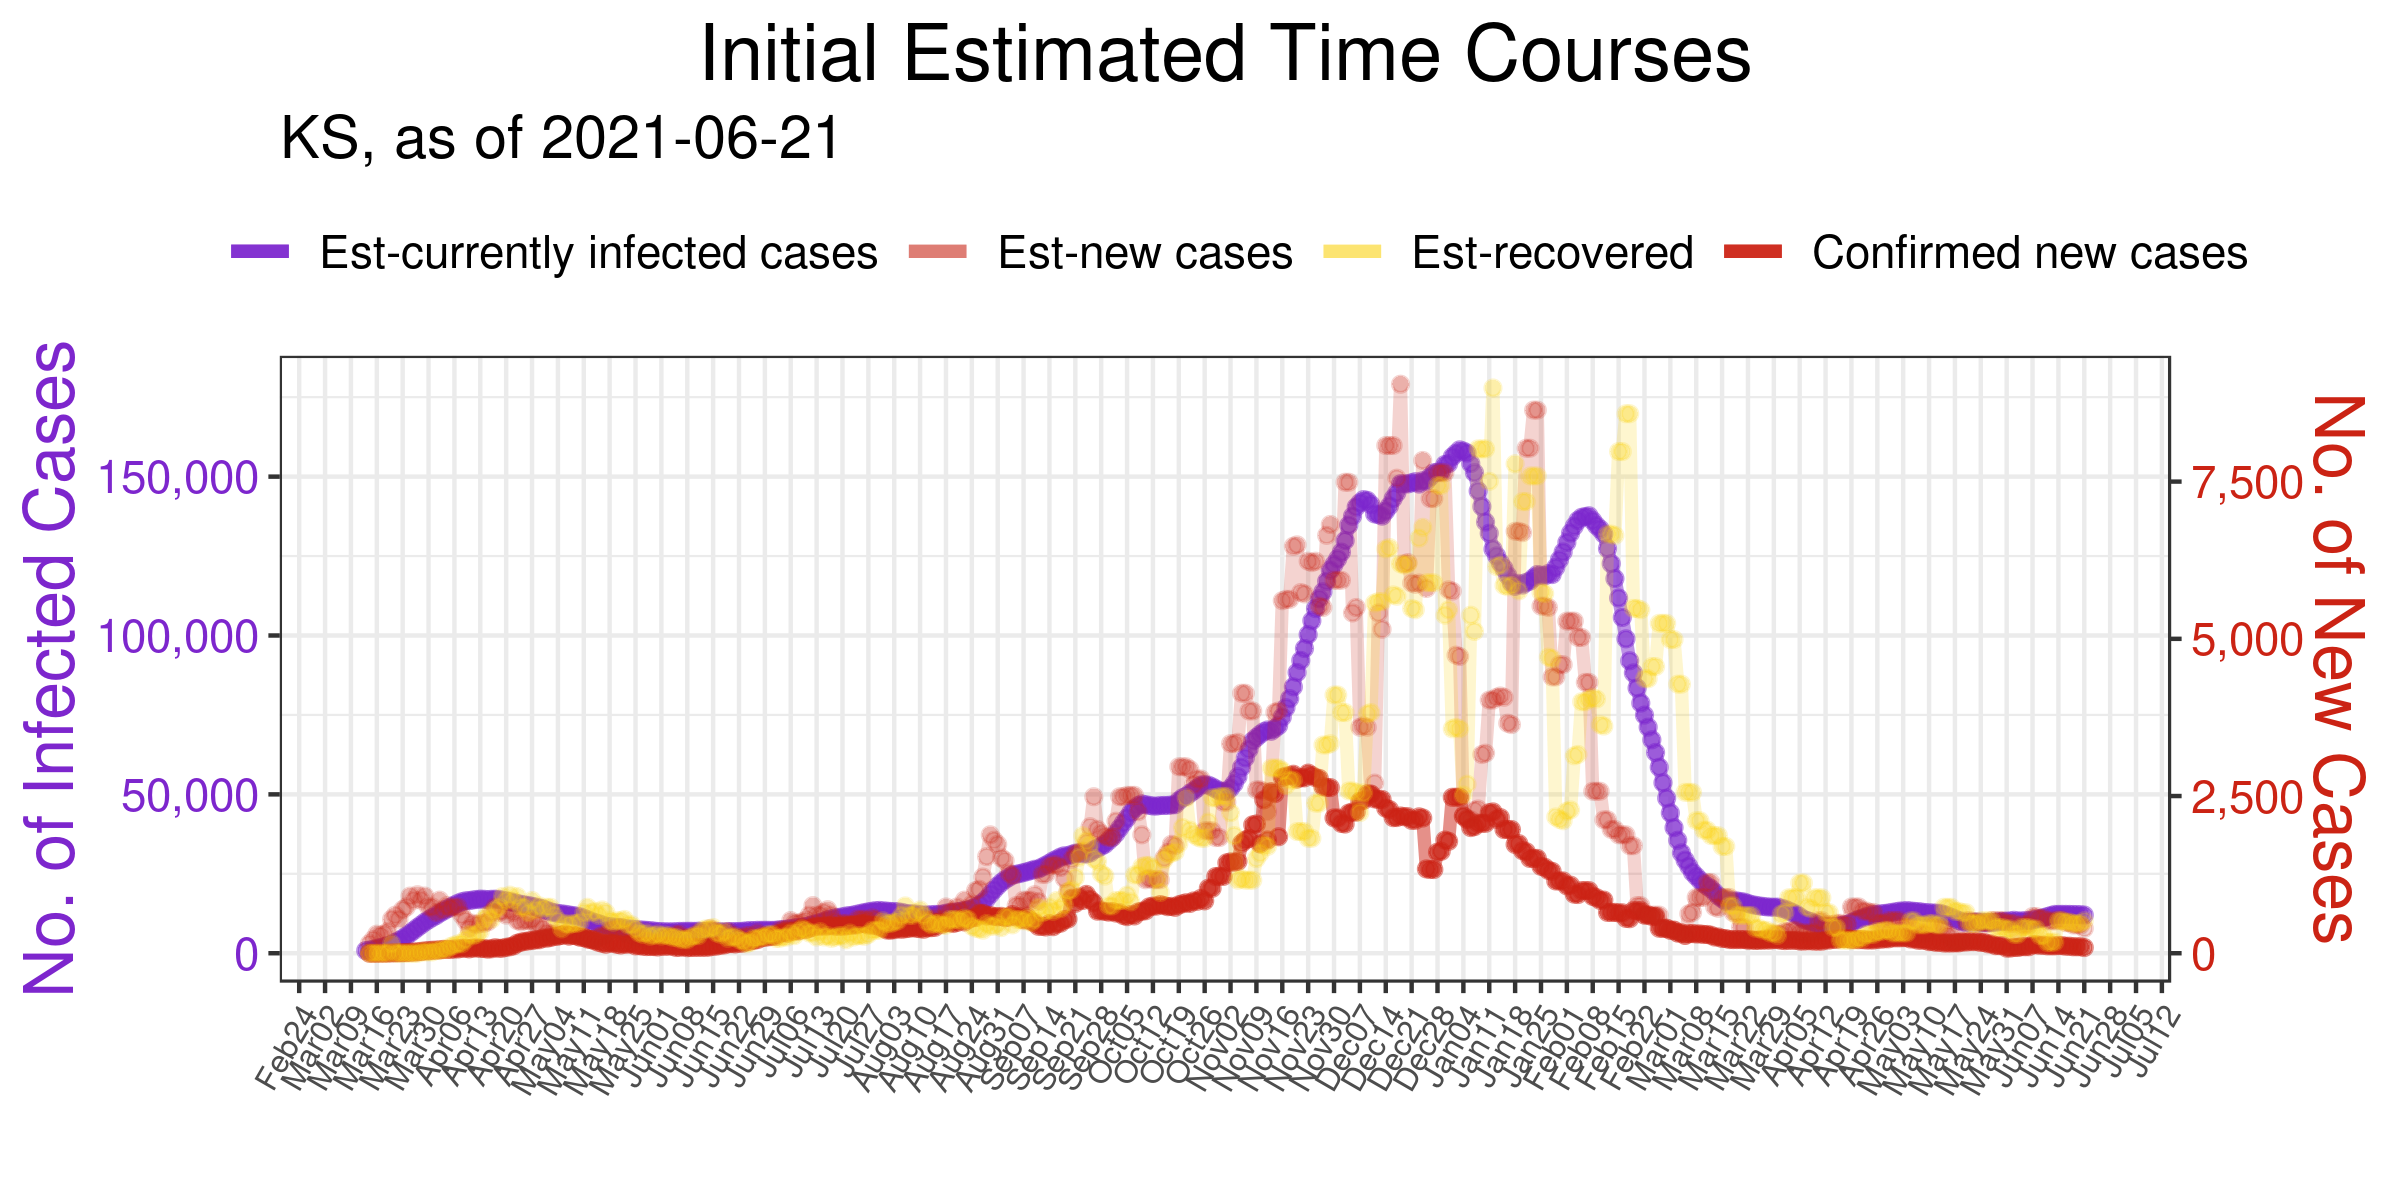 Initial Estimated Time Courses
KS, as of 2021-06-21
Est-currently infected cases
Est-new cases
Est-recovered
Confirmed new cases
No. of Infected Cases
150,000
100,000
50,000
0
7,500
5,000
2,500
0
No. of New Cases
Feb24
Mar02
Mar09
Mar16
Mar23
Mar30
Apr06
Apr13
Apr20
Apr27
May04
May11
May18
May25
Jun01
Jun08
Jun15
Jun22
Jun29
Jul06
Jul13
Jul20
Jul27
Aug03
Aug10
Aug17
Aug24
Aug31
Sep07
Sep14
Sep21
Sep28
Oct05
Oct12
Oct19
Oct26
Nov02
Nov09
Nov16
Nov23
Nov30
Dec07
Dec14
Dec21
Dec28
Jan04
Jan11
Jan18
Jan25
Feb01
Feb08
Feb15
Feb22
Mar01
Mar08
Mar15
Mar22
Mar29
Apr05
Apr12
Apr19
Apr26
May03
May10
May17
May24
May31
Jun07
Jun14
Jun21
Jun28
Jul05
Jul12